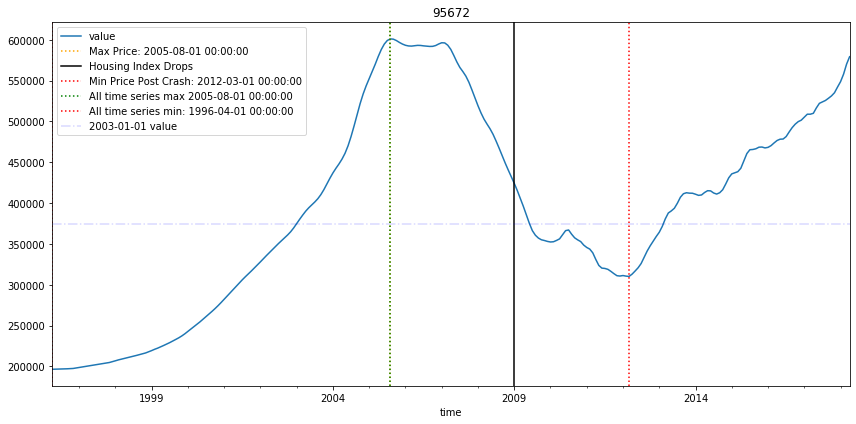 95672
value
Max Price: 2005-08-01 00:00:00
Housing Index Drops
Min Price Post Crash: 2012-03-01 00:00:00
All time series max 2005-08-01 00:00:00
All time series min: 1996-04-01 00:00:00
2003-01-01 value
600000
550000
500000
450000
400000
350000
300000
250000
200000
1999
2004
2009
2014
time